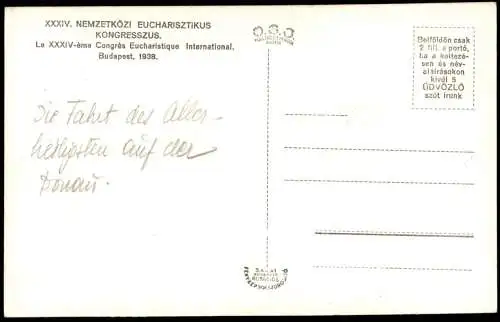 XXXIV. NEMZETKÖZI EUCHARISZTIKUS
KONGRESSZUS.
Le XXXIV-ème Congrès Eucharistique International.
Budapest, 1938.
Belföldön csak
2 fill. a portó,
ha a keltezé-
sen és név-
aláírásokon
kívül 5
ÜDVÖZLŐ
szót írunk
Die Fahrt des Aller-
heiligsten auf der
Donau.